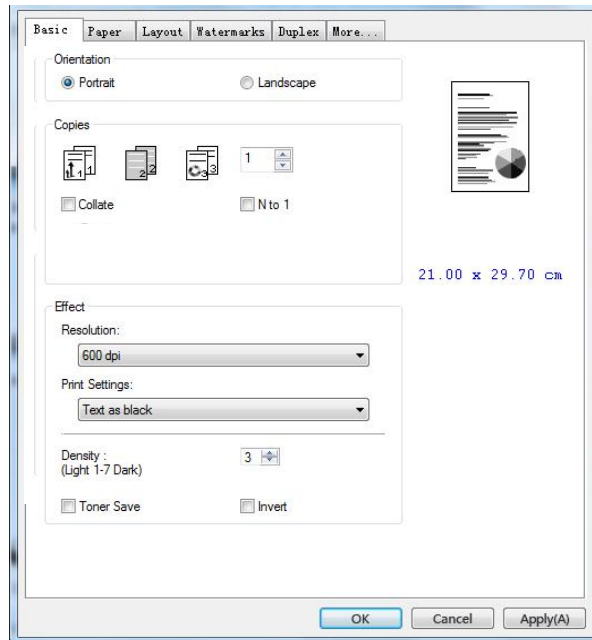 Basic Paper Layout Watermarks Duplex More...
Orientation
Portrait Landscape
Copies
1 1 2 2 3 3 1
Collate N to 1
21.00 x 29.70 cm
Effect
Resolution:
600 dpi
Print Settings:
Text as black
Density : 3
(Light 1-7 Dark)
Toner Save Invert
OK Cancel Apply(A)